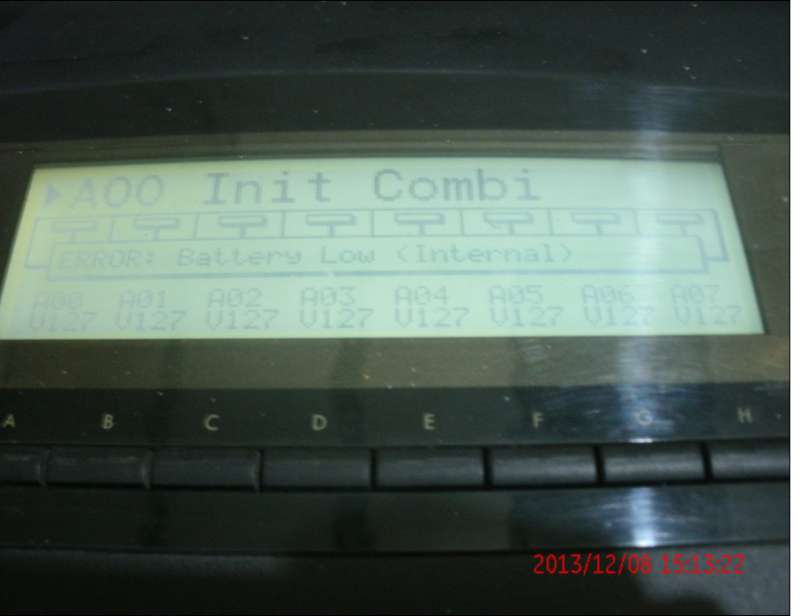 A00 Init Combi
ERROR: Battery Low (Internal)
A00 A01 A02 A03 A04 A05 A06 A07
V127 V127 V127 V127 V127 V127 V127 V127
A B C D E F G H
2013/12/08 15:13:22